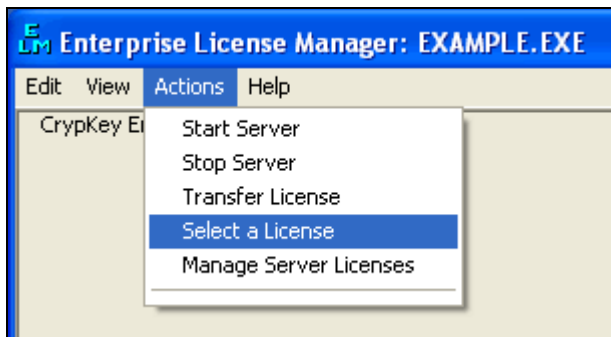 ELM Enterprise License Manager: EXAMPLE.EXE
Edit View Actions Help
CrypKey
Start Server
Stop Server
Transfer License
Select a License
Manage Server Licenses